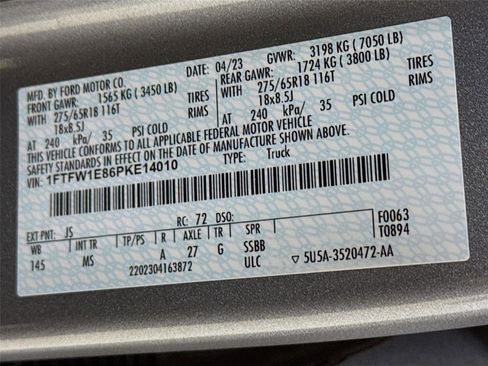 MFD. BY FORD MOTOR CO.
DATE: 04/23 GVWR: 3198 KG ( 7050 LB)
FRONT GAWR: 1565 KG ( 3450 LB) REAR GAWR: 1724 KG ( 3800 LB)
WITH 275/65R18 116T TIRES WITH 275/65R18 116T TIRES
18x8.5J RIMS 18x8.5J RIMS
AT 240 kPa/ 35 PSI COLD AT 240 kPa/ 35 PSI COLD
THIS VEHICLE CONFORMS TO ALL APPLICABLE FEDERAL MOTOR VEHICLE
SAFETY STANDARDS IN EFFECT ON THE DATE OF MANUFACTURE SHOWN ABOVE.
VIN: 1FTFW1E86PKE14010 TYPE: Truck
EXT PNT: JS RC: 72 DSO: F0063
WB INT TR TP/PS R AXLE TR SPR T0894
145 MS A 27 G SSBB
2202304163872 ULC ▽ 5U5A-3520472-AA